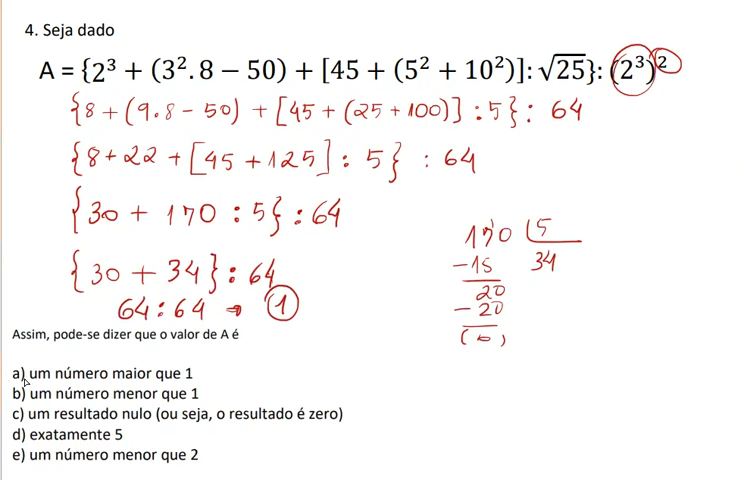 4. Seja dado
A = {2³ + (3². 8 − 50) + [45 + (5² + 10²)]: √25}: (2³)²
{8 + (9 . 8 − 50) + [45 + (25 + 100)] : 5} : 64
{8 + 22 + [45 + 125] : 5} : 64
{30 + 170 : 5} : 64
{30 + 34} : 64
64 : 64 → 1
170 5
−15 34
20
− 20
(0)
Assim, pode-se dizer que o valor de A é
a) um número maior que 1
b) um número menor que 1
c) um resultado nulo (ou seja, o resultado é zero)
d) exatamente 5
e) um número menor que 2